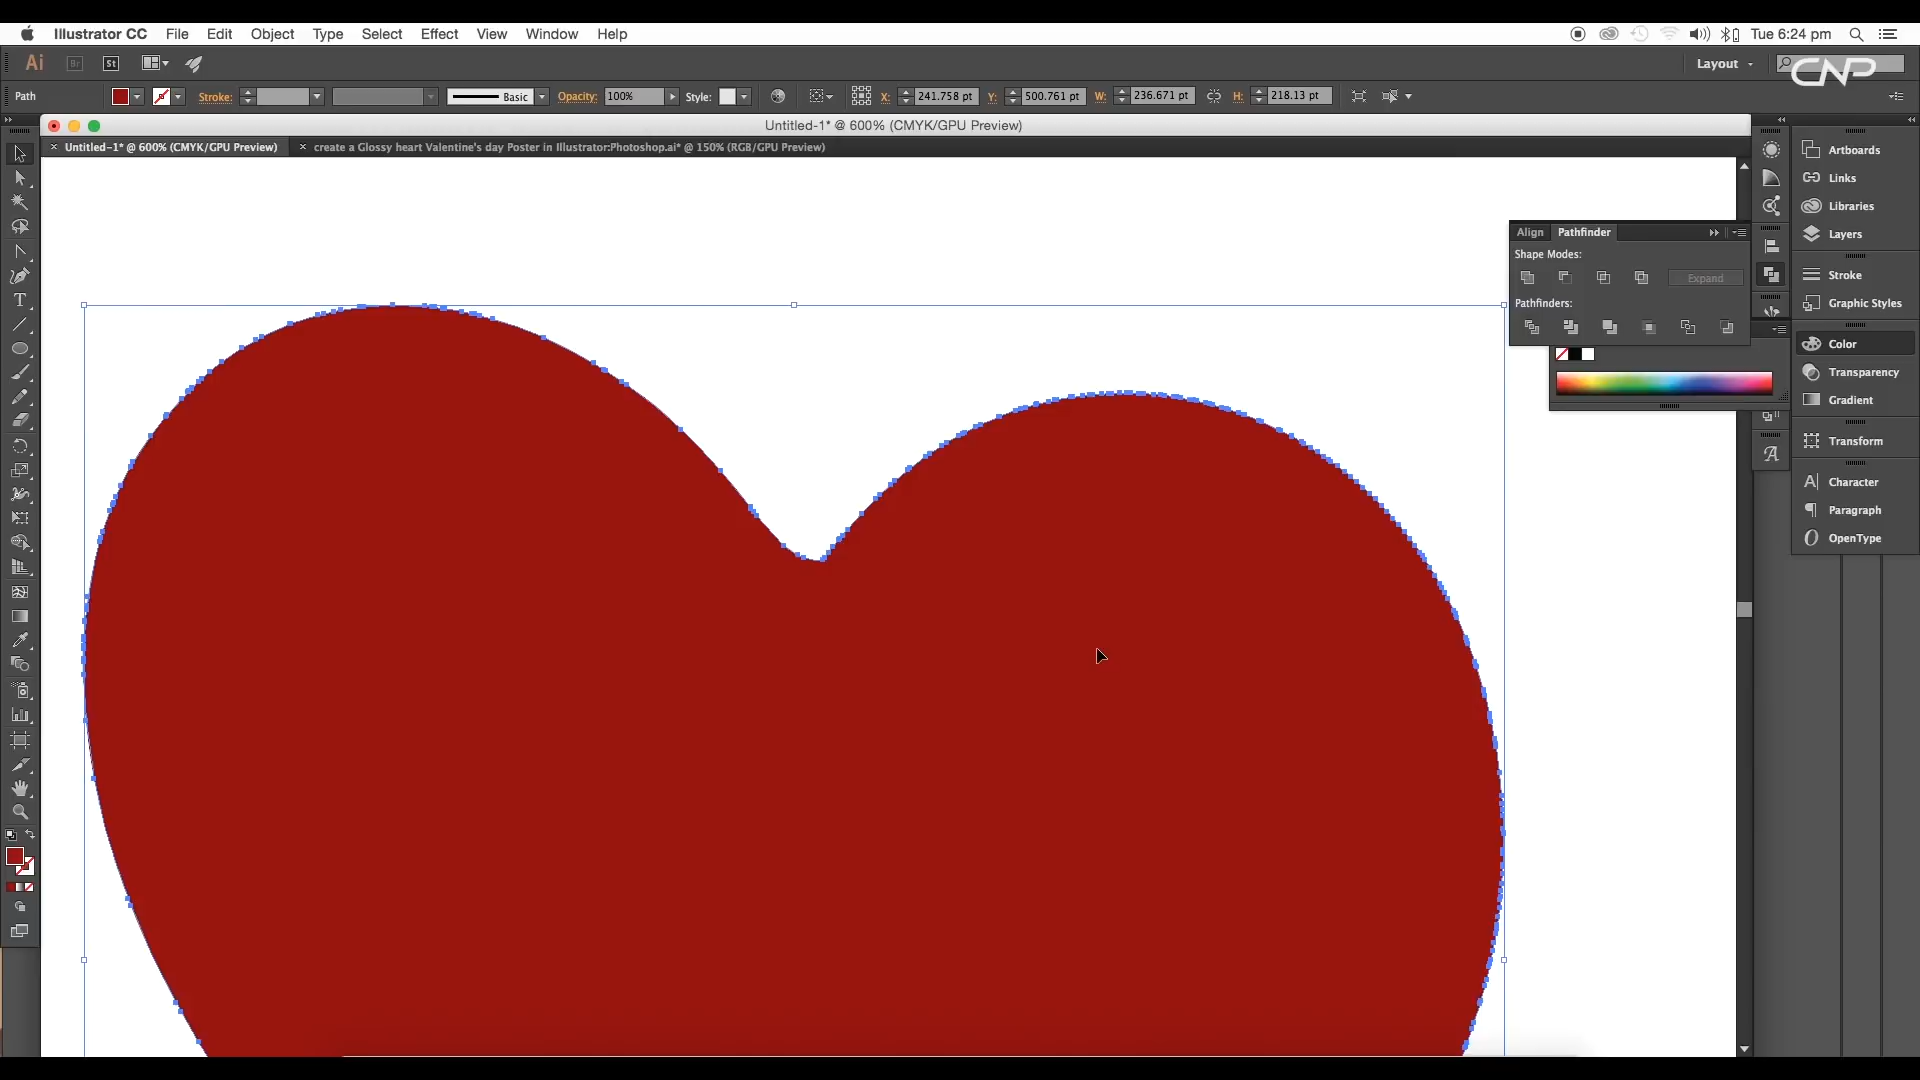 Illustrator CC File Edit Object Type Select Effect View Window Help Tue 6:24 pm
Ai Br St Layout CNP
Path Stroke: Basic Opacity: 100% Style: X: 241.758 pt Y: 500.761 pt W: 236.671 pt H: 218.13 pt
Untitled-1* @ 600% (CMYK/GPU Preview)
× Untitled-1* @ 600% (CMYK/GPU Preview) × create a Glossy heart Valentine's day Poster in Illustrator:Photoshop.ai* @ 150% (RGB/GPU Preview)
Align Pathfinder
Shape Modes:
Expand
Pathfinders:
Artboards
Links
Libraries
Layers
Stroke
Graphic Styles
Color
Transparency
Gradient
Transform
Character
Paragraph
OpenType